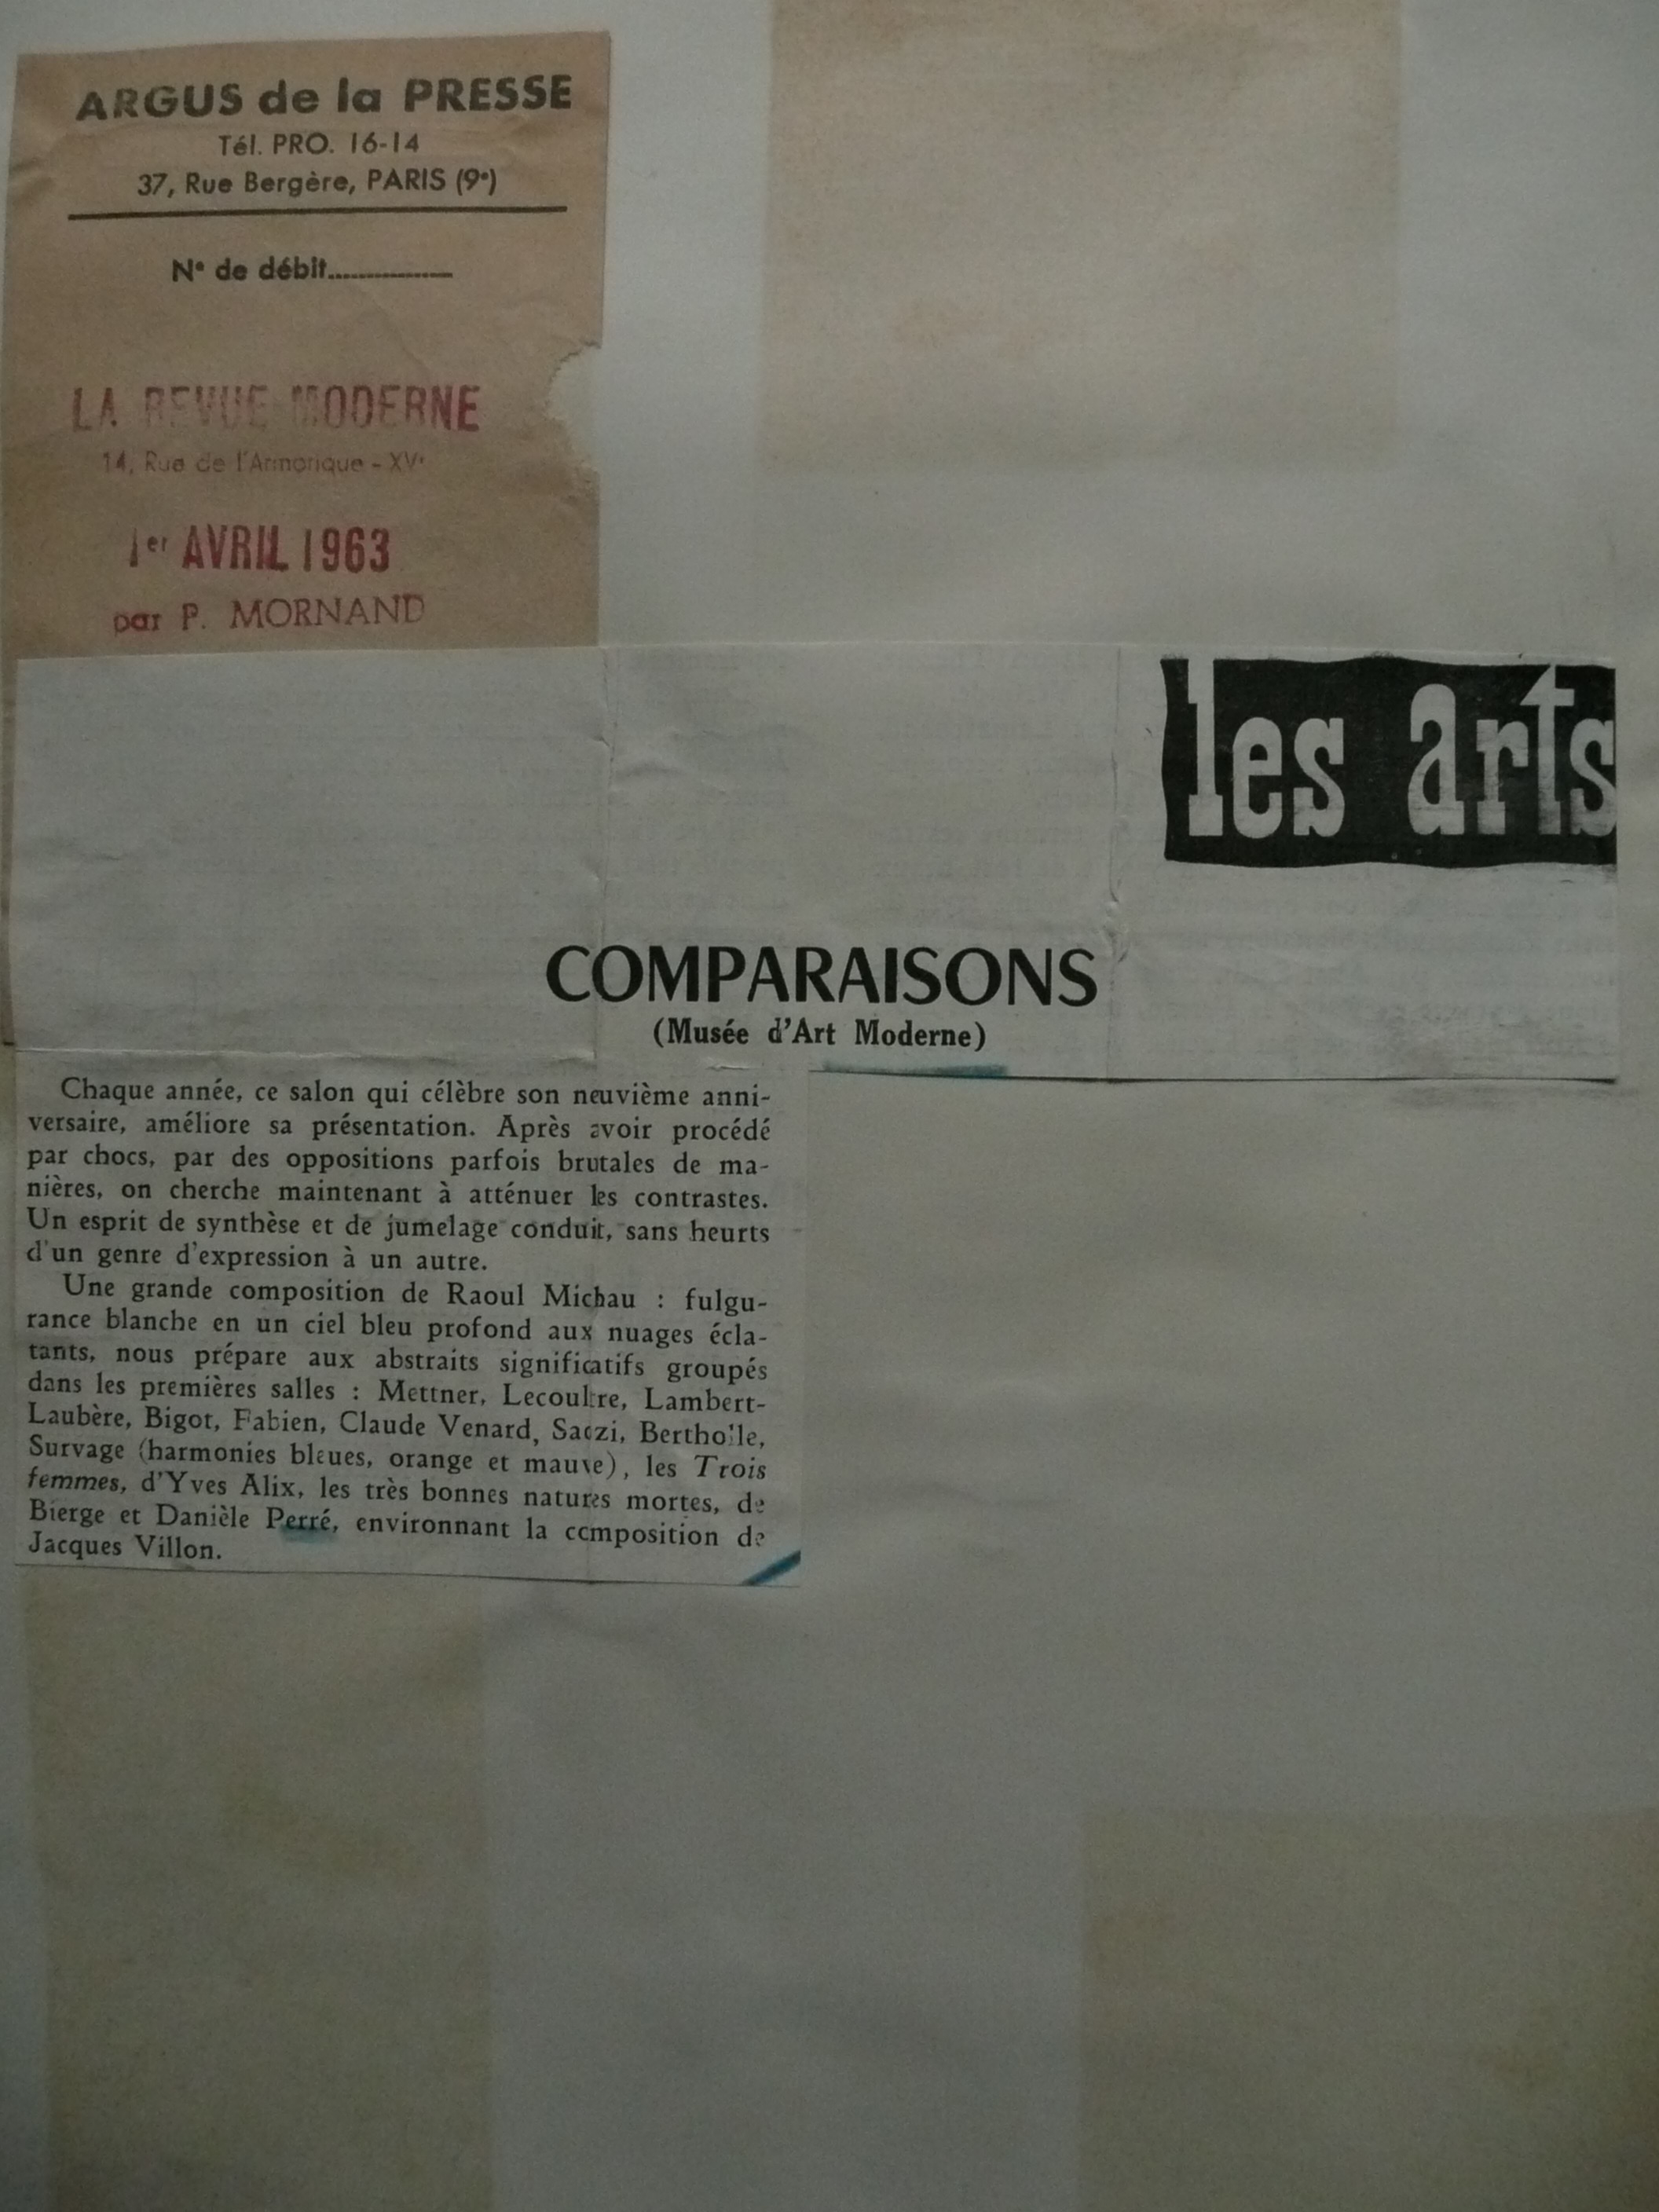 ARGUS de la PRESSE
Tél. PRO. 16-14
37, Rue Bergère, PARIS (9e)
N° de débit...............
LA REVUE MODERNE
14, Rue de l'Armorique - XVe
1er AVRIL 1963
par P. MORNAND
les arts
COMPARAISONS
(Musée d'Art Moderne)
Chaque année, ce salon qui célèbre son neuvième anni-
versaire, améliore sa présentation. Après avoir procédé
par chocs, par des oppositions parfois brutales de ma-
nières, on cherche maintenant à atténuer les contrastes.
Un esprit de synthèse et de jumelage conduit, sans heurts
d'un genre d'expression à un autre.
Une grande composition de Raoul Michau : fulgu-
rance blanche en un ciel bleu profond aux nuages écla-
tants, nous prépare aux abstraits significatifs groupés
dans les premières salles : Mettner, Lecoultre, Lambert-
Laubère, Bigot, Fabien, Claude Venard, Bertholle,
Survage (harmonies bleues, orange et mauve), les Trois
femmes, d'Yves Alix, les très bonnes natures mortes, de
Bierge et Danièle Perré, environnant la composition de
Jacques Villon.